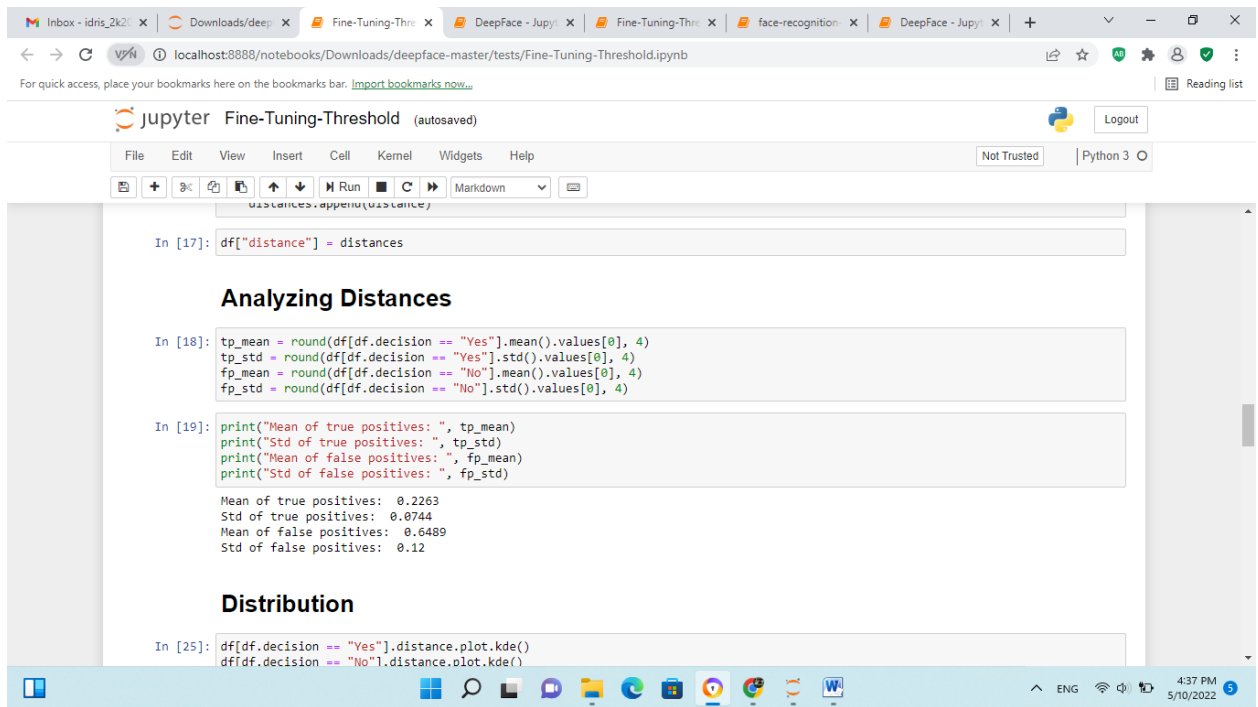 Inbox - idris_2k20
Downloads/deep
Fine-Tuning-Thre
DeepFace - Jupyt
Fine-Tuning-Thre
face-recognition-
DeepFace - Jupyt
VPN
localhost:8888/notebooks/Downloads/deepface-master/tests/Fine-Tuning-Threshold.ipynb
For quick access, place your bookmarks here on the bookmarks bar. Import bookmarks now...
Reading list
jupyter Fine-Tuning-Threshold (autosaved)
Logout
File Edit View Insert Cell Kernel Widgets Help
Not Trusted
Python 3
Run
Markdown
distances.append(distance)
In [17]: df["distance"] = distances
Analyzing Distances
In [18]: tp_mean = round(df[df.decision == "Yes"].mean().values[0], 4)
tp_std = round(df[df.decision == "Yes"].std().values[0], 4)
fp_mean = round(df[df.decision == "No"].mean().values[0], 4)
fp_std = round(df[df.decision == "No"].std().values[0], 4)
In [19]: print("Mean of true positives: ", tp_mean)
print("Std of true positives: ", tp_std)
print("Mean of false positives: ", fp_mean)
print("Std of false positives: ", fp_std)
Mean of true positives:  0.2263
Std of true positives:  0.0744
Mean of false positives:  0.6489
Std of false positives:  0.12
Distribution
In [25]: df[df.decision == "Yes"].distance.plot.kde()
df[df.decision == "No"].distance.plot.kde()
ENG
4:37 PM
5/10/2022
5